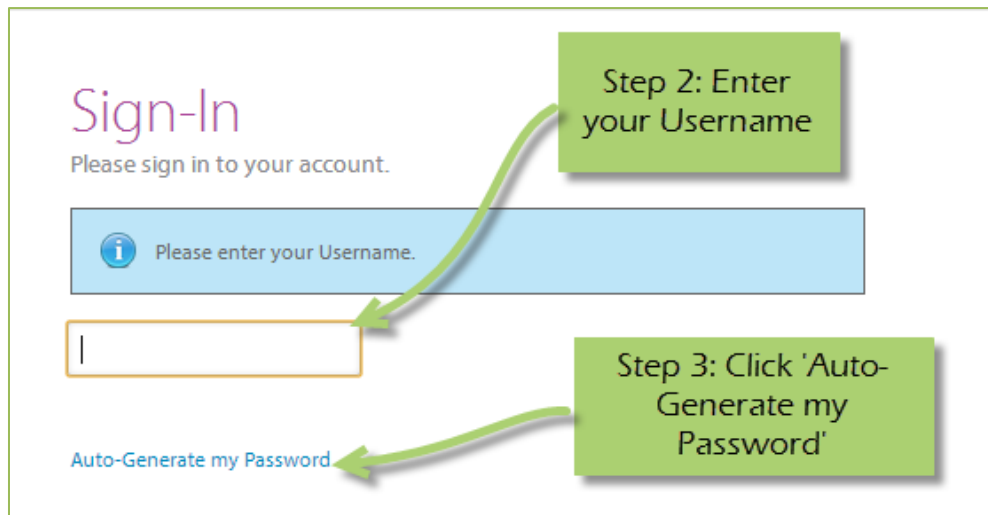 Sign-In
Please sign in to your account.
Step 2: Enter
your Username
Please enter your Username.
Step 3: Click 'Auto-
Generate my
Password'
Auto-Generate my Password